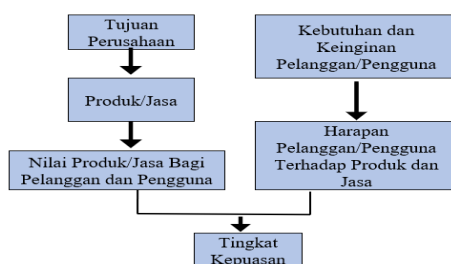 Tujuan
Perusahaan
Kebutuhan dan
Keinginan
Pelanggan/Pengguna
Produk/Jasa
Harapan
Pelanggan/Pengguna
Terhadap Produk dan
Jasa
Nilai Produk/Jasa Bagi
Pelanggan dan Pengguna
Tingkat
Kepuasan